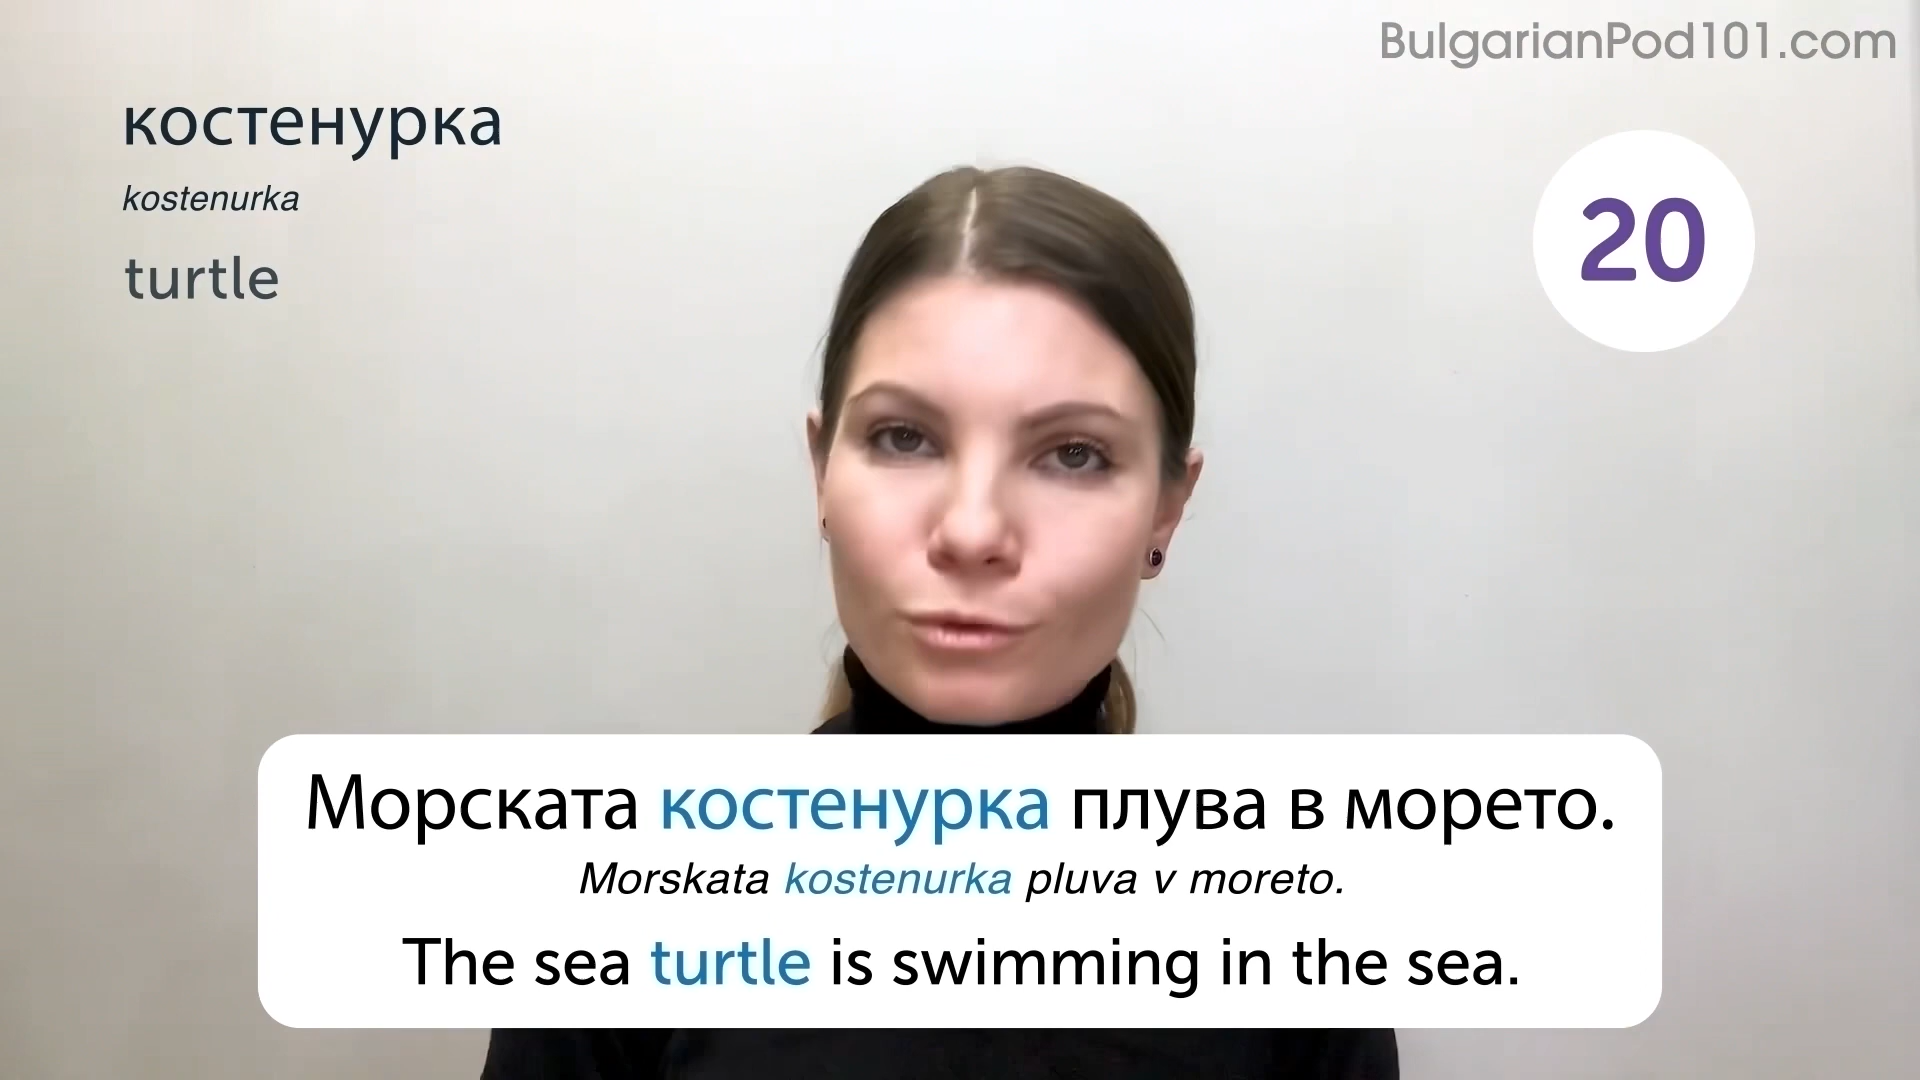 BulgarianPod101.com
костенурка
kostenurka
turtle
20
Морската костенурка плува в морето.
Morskata kostenurka pluva v moreto.
The sea turtle is swimming in the sea.